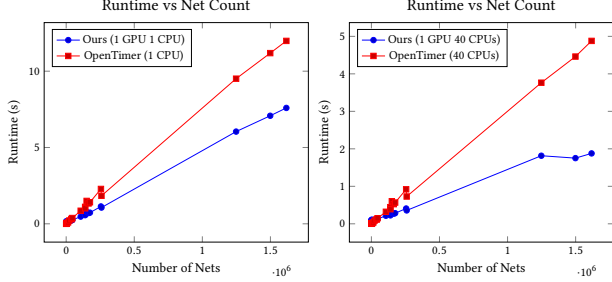 Runtime vs Net Count
Ours (1 GPU 1 CPU)
OpenTimer (1 CPU)
10
5
0
Runtime (s)
0
0.5
1
1.5
·10⁶
Number of Nets
Runtime vs Net Count
Ours (1 GPU 40 CPUs)
OpenTimer (40 CPUs)
5
4
3
2
1
0
Runtime (s)
0
0.5
1
1.5
·10⁶
Number of Nets